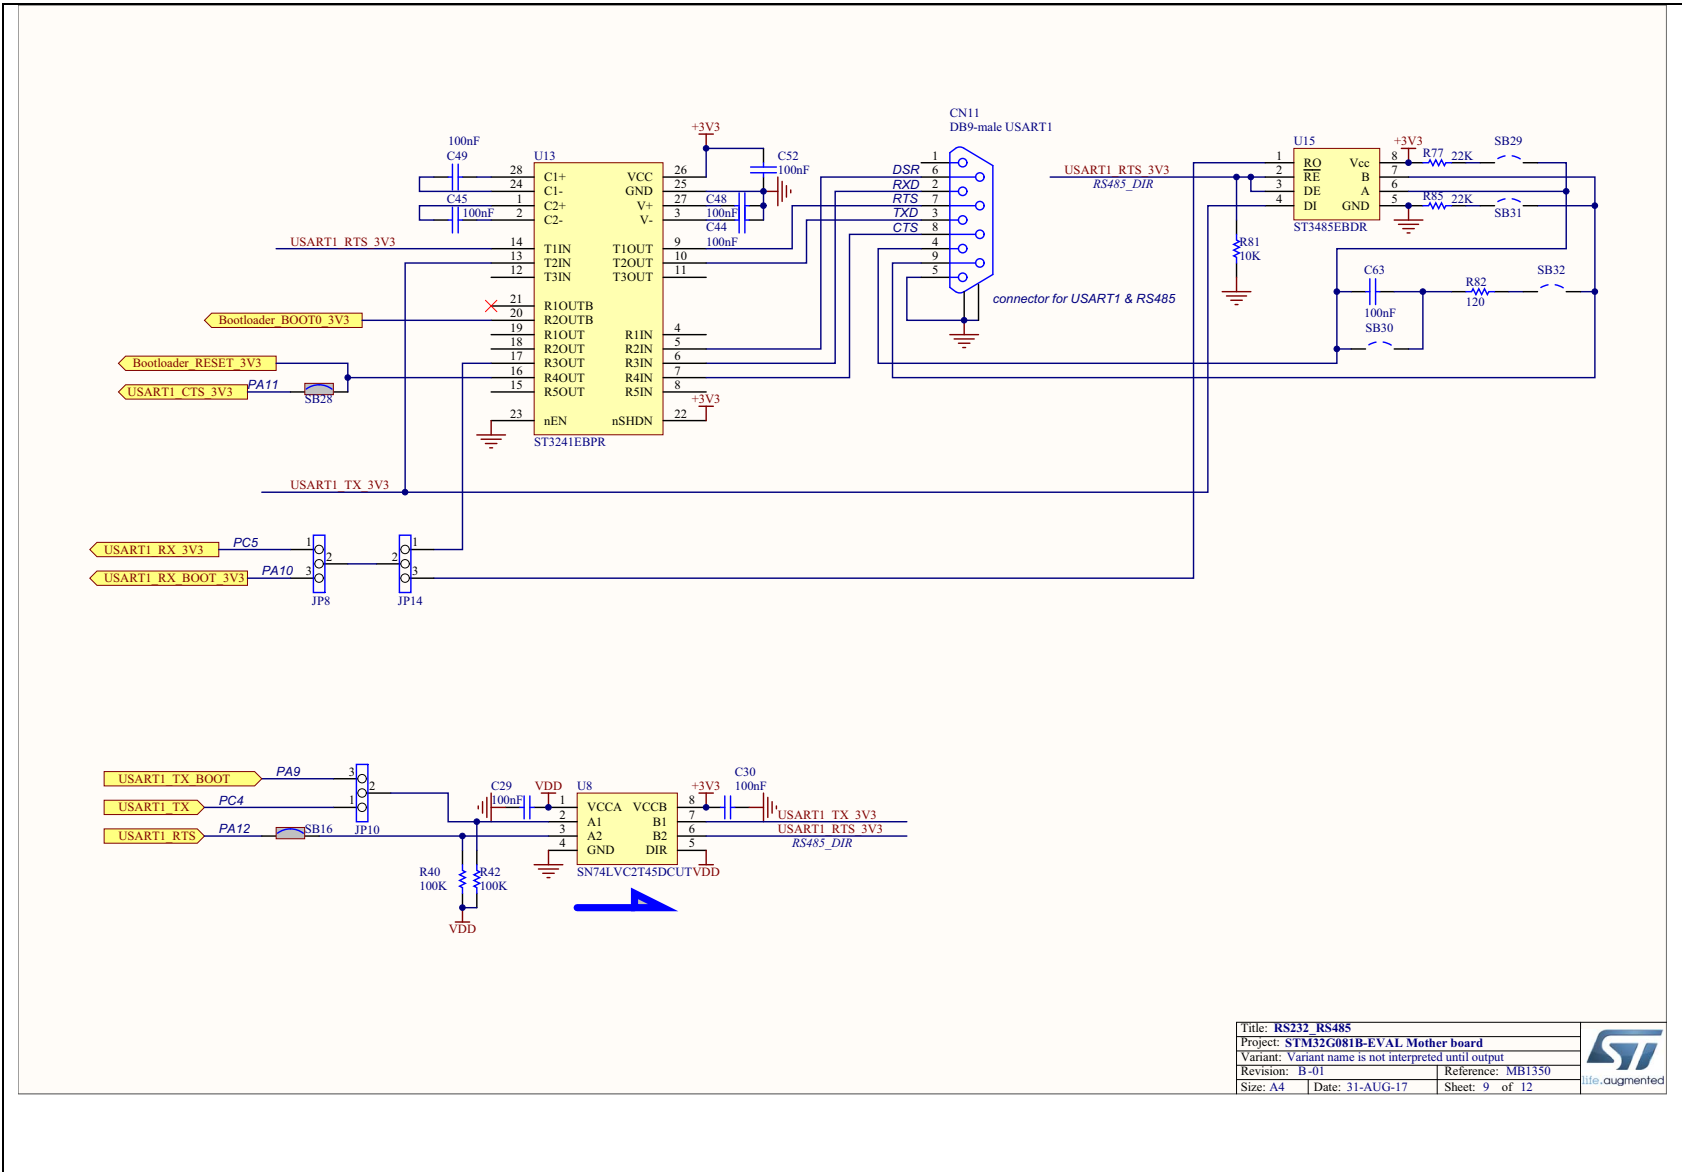 CN11
DB9-male USART1
+3V3
100nF
C49
U13
C52
100nF
U15
+3V3
SB29
R77 22K
28 C1+ VCC 26
24 C1- GND 25
1 C2+ V+ 27
2 C2- V- 3
C45
100nF
C48
100nF
C44
100nF
1
DSR 6
RXD 2
RTS 7
TXD 3
CTS 8
4
9
5
USART1_RTS_3V3
RS485_DIR
1 RO Vcc 8
2 RE B 7
3 DE A 6
4 DI GND 5
ST3485EBDR
R85 22K
SB31
USART1_RTS_3V3
14 T1IN T1OUT 9
13 T2IN T2OUT 10
12 T3IN T3OUT 11
R81
10K
C63
100nF
SB30
R82
120
SB32
connector for USART1 & RS485
21 R1OUTB
20 R2OUTB
19 R1OUT R1IN 4
18 R2OUT R2IN 5
17 R3OUT R3IN 6
16 R4OUT R4IN 7
15 R5OUT R5IN 8
+3V3
23 nEN nSHDN 22
ST3241EBPR
Bootloader_BOOT0_3V3
Bootloader_RESET_3V3
USART1_CTS_3V3
PA11
SB28
USART1_TX_3V3
USART1_RX_3V3
PC5
USART1_RX_BOOT_3V3
PA10
1
2
3
JP8
1
2
3
JP14
USART1_TX_BOOT
PA9
USART1_TX
PC4
USART1_RTS
PA12
SB16
3
2
1
JP10
C29
100nF
VDD
U8
+3V3
C30
100nF
1 VCCA VCCB 8
2 A1 B1 7
3 A2 B2 6
4 GND DIR 5
SN74LVC2T45DCUT
VDD
USART1_TX_3V3
USART1_RTS_3V3
RS485_DIR
R40
100K
R42
100K
VDD
Title: RS232_RS485
Project: STM32G081B-EVAL Mother board
Variant: Variant name is not interpreted until output
Revision: B-01 Reference: MB1350
Size: A4 Date: 31-AUG-17 Sheet: 9 of 12
ST
life.augmented